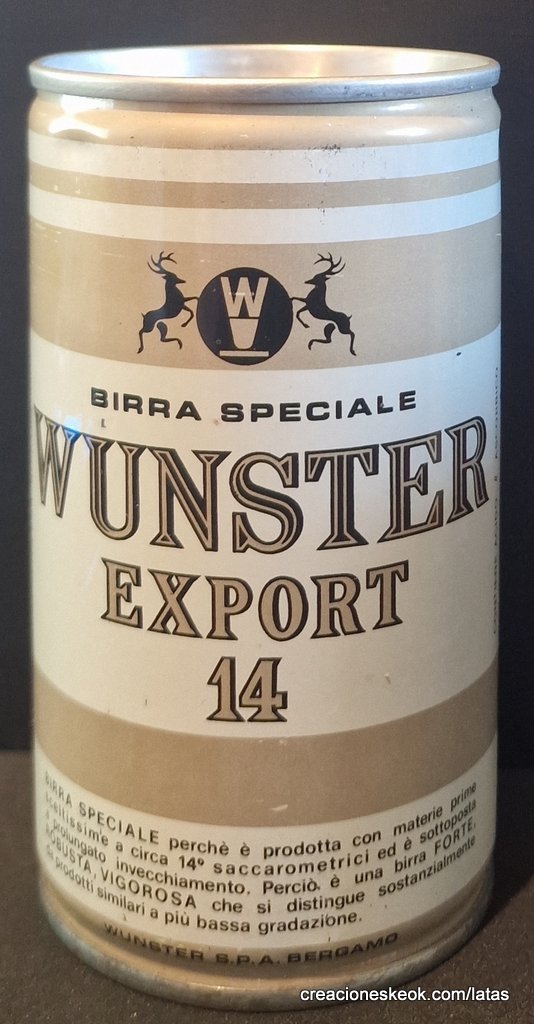 W
BIRRA SPECIALE
WUNSTER
EXPORT
14
BIRRA SPECIALE perchè è prodotta con materie prime
sceltissime a circa 14° saccarometrici ed è sottoposta
a prolungato invecchiamento. Perciò, è una birra FORTE,
ROBUSTA, VIGOROSA che si distingue sostanzialmente
da prodotti similari a più bassa gradazione.
WUNSTER S.P.A. BERGAMO
creacioneskeok.com/latas